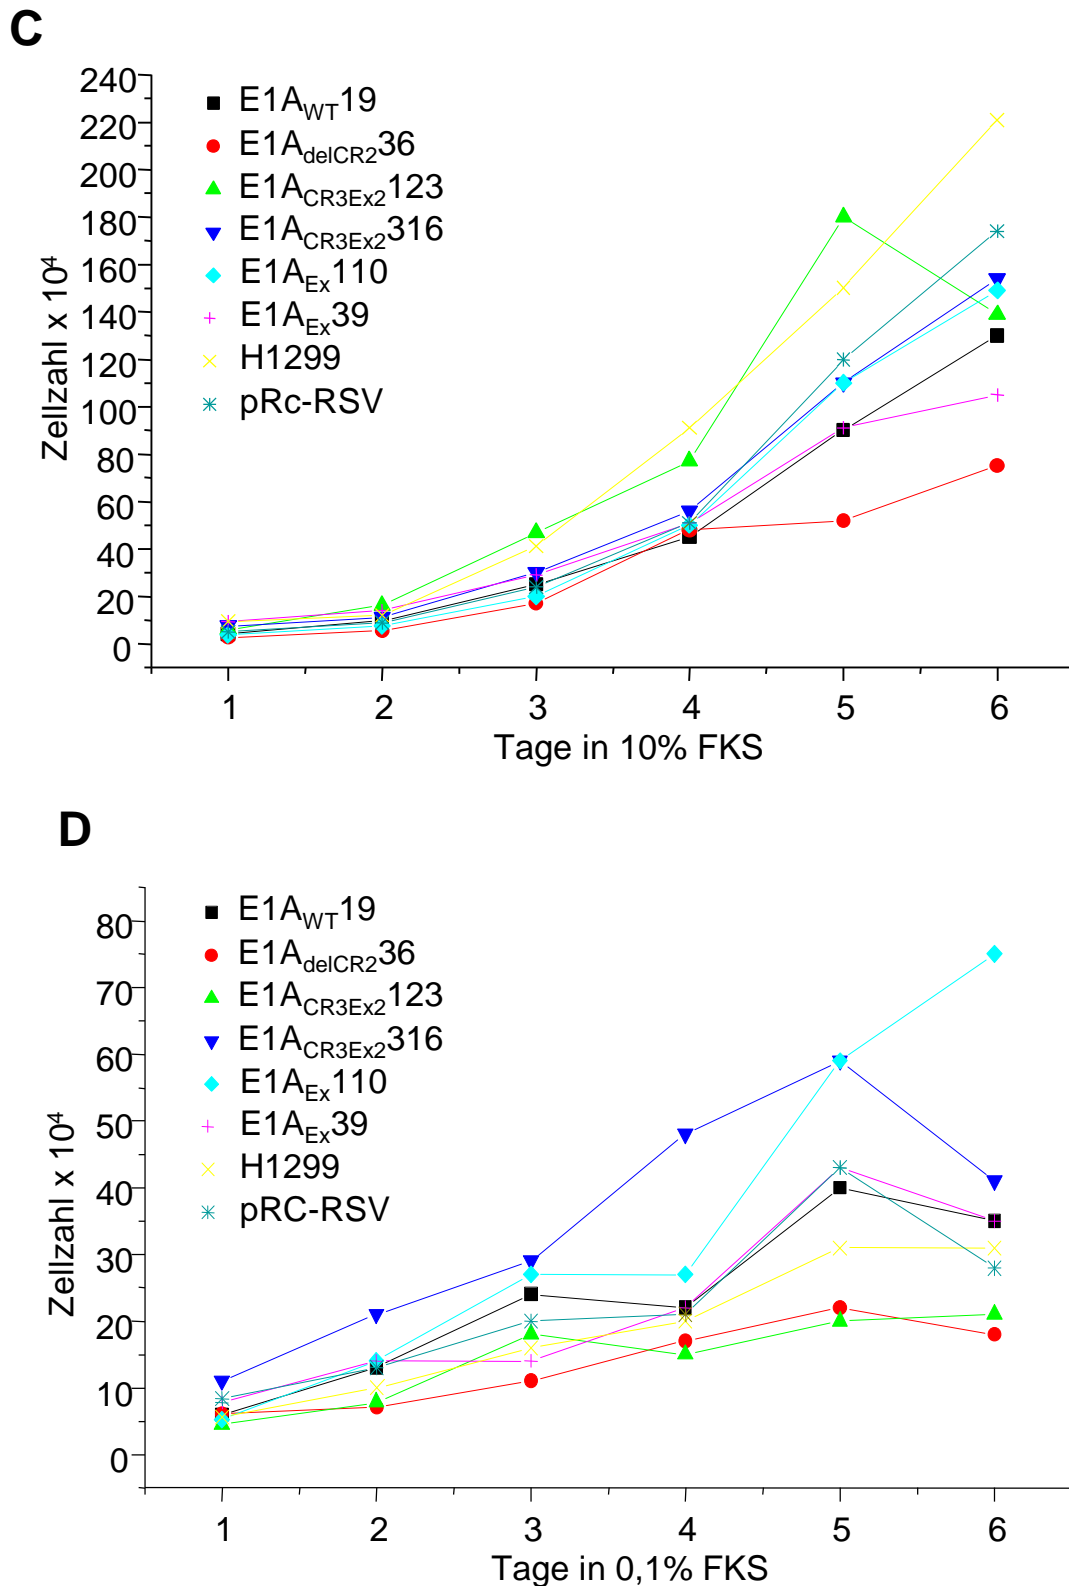 C
240
220
200
180
160
140
120
100
80
60
40
20
0
Zellzahl x 10⁴
E1A_WT19
E1A_delCR236
E1A_CR3Ex2123
E1A_CR3Ex2316
E1A_Ex110
E1A_Ex39
H1299
pRc-RSV
1 2 3 4 5 6
Tage in 10% FKS
D
80
70
60
50
40
30
20
10
0
Zellzahl x 10⁴
E1A_WT19
E1A_delCR236
E1A_CR3Ex2123
E1A_CR3Ex2316
E1A_Ex110
E1A_Ex39
H1299
pRC-RSV
1 2 3 4 5 6
Tage in 0,1% FKS